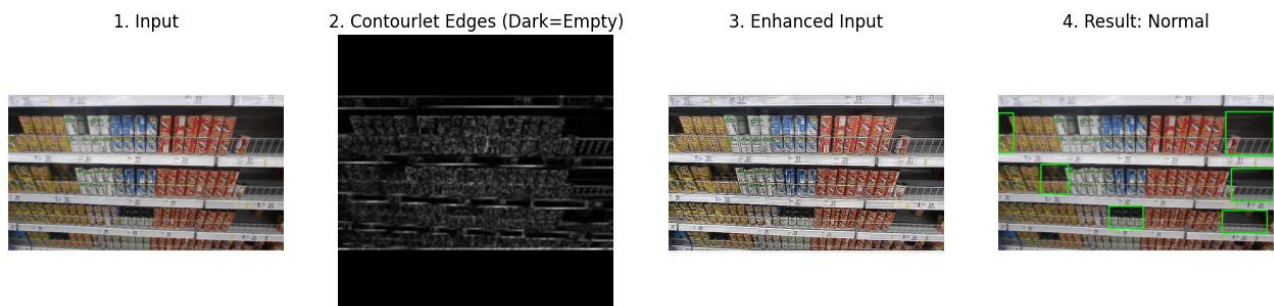 1. Input
2. Contourlet Edges (Dark=Empty)
3. Enhanced Input
4. Result: Normal